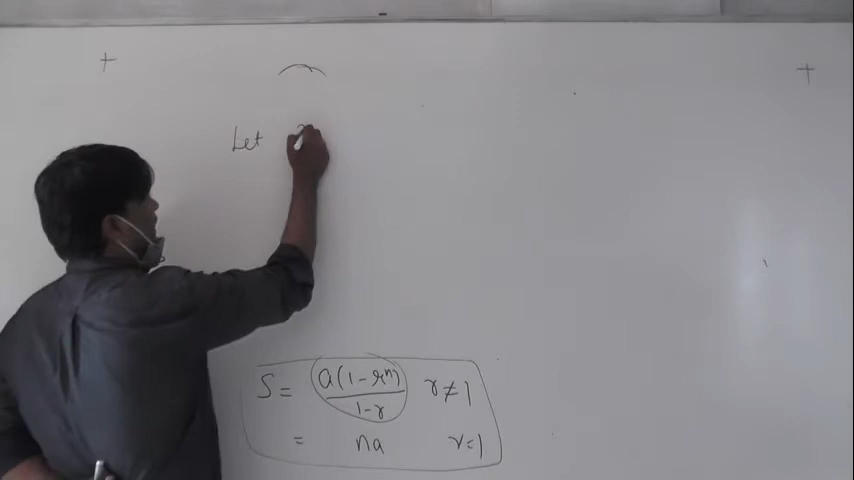 + +
Let
S = a(1-rⁿ)/1-r r≠1
= na r=1